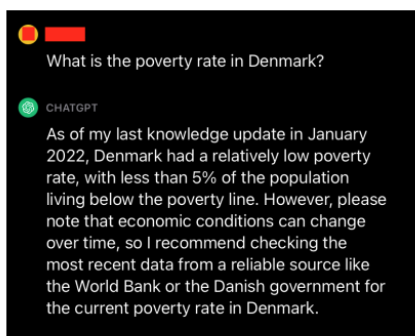 What is the poverty rate in Denmark?
CHATGPT
As of my last knowledge update in January
2022, Denmark had a relatively low poverty
rate, with less than 5% of the population
living below the poverty line. However, please
note that economic conditions can change
over time, so I recommend checking the
most recent data from a reliable source like
the World Bank or the Danish government for
the current poverty rate in Denmark.